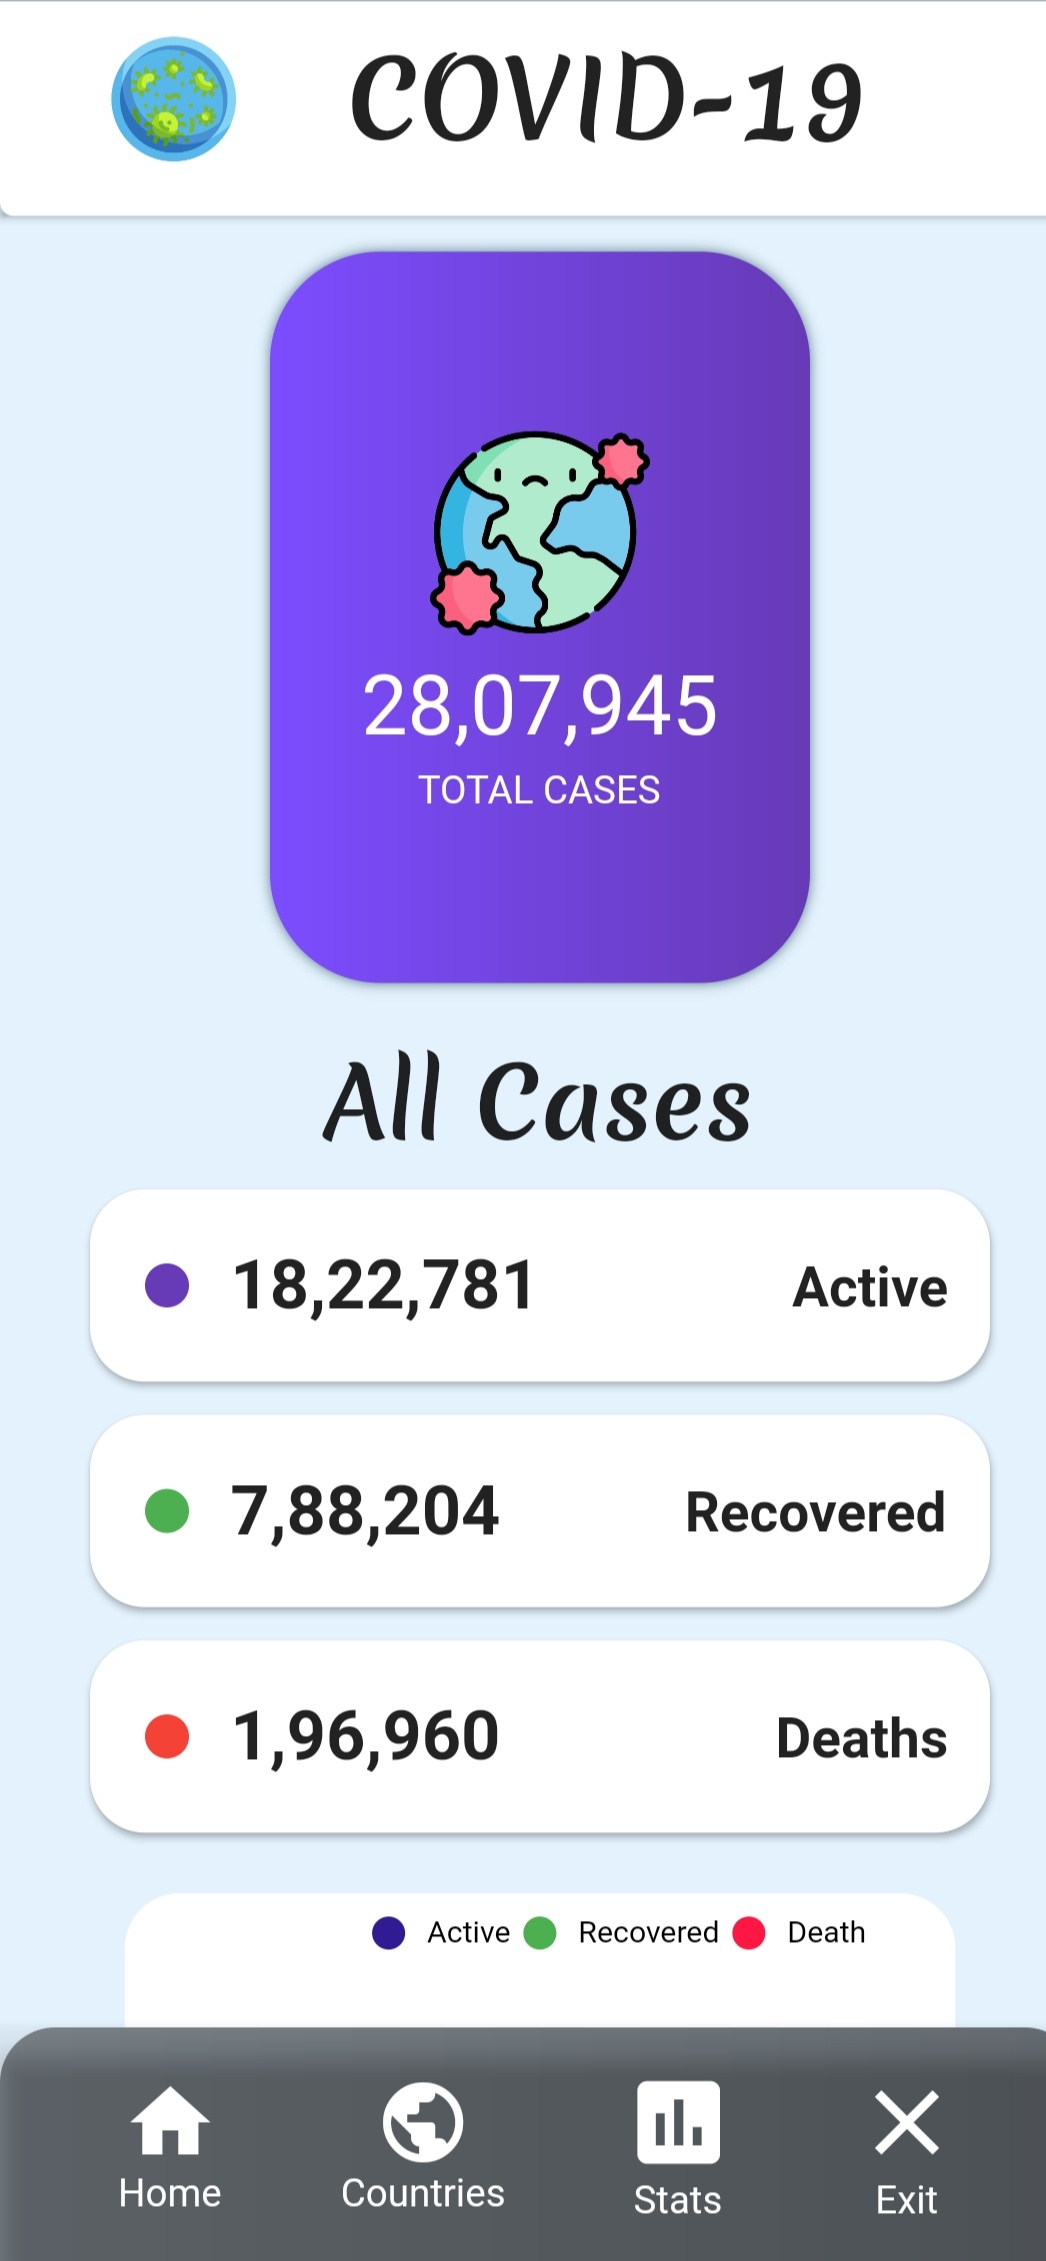 COVID-19
28,07,945
TOTAL CASES
All Cases
18,22,781 Active
7,88,204 Recovered
1,96,960 Deaths
Active Recovered Death
Home Countries Stats Exit